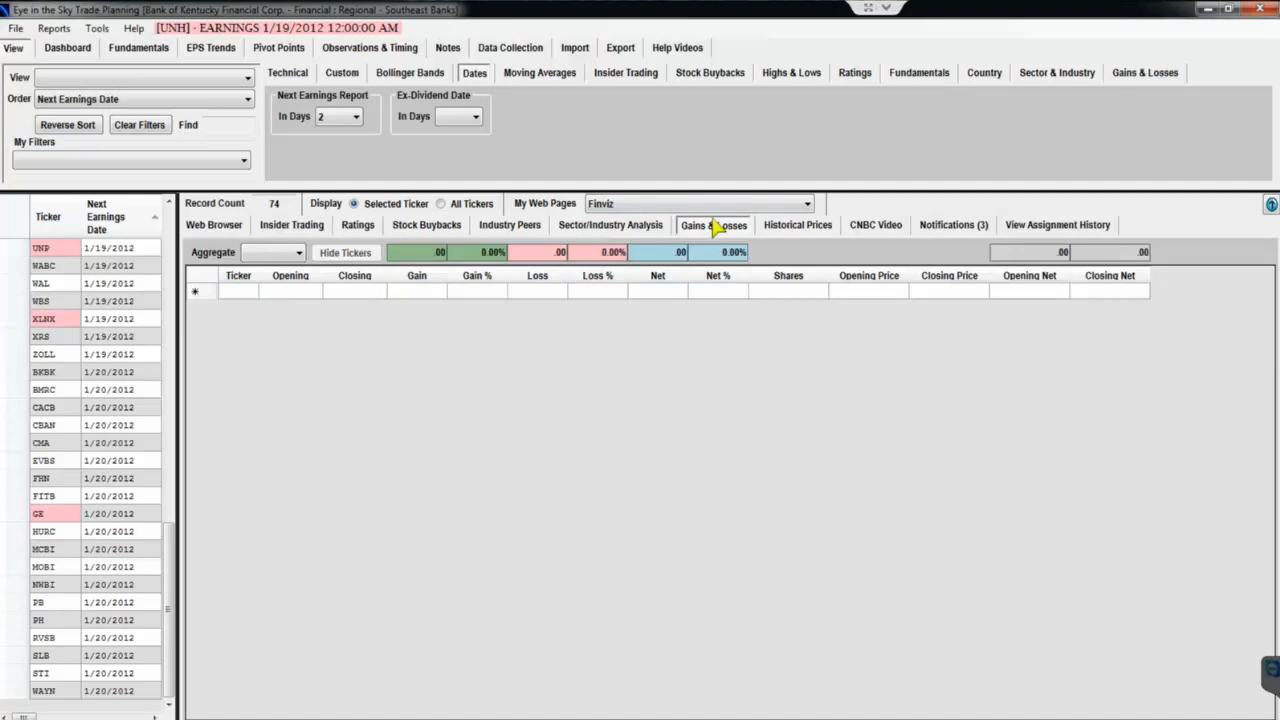 Eye in the Sky Trade Planning [Bank of Kentucky Financial Corp. - Financial : Regional - Southeast Banks]
File Reports Tools Help [UNH] - EARNINGS 1/19/2012 12:00:00 AM
View Dashboard Fundamentals EPS Trends Pivot Points Observations & Timing Notes Data Collection Import Export Help Videos
View
Technical Custom Bollinger Bands Dates Moving Averages Insider Trading Stock Buybacks Highs & Lows Ratings Fundamentals Country Sector & Industry Gains & Losses
Order Next Earnings Date
Next Earnings Report Ex-Dividend Date
In Days 2 In Days
Reverse Sort Clear Filters Find
My Filters
Record Count 74 Display Selected Ticker All Tickers My Web Pages Finviz
Web Browser Insider Trading Ratings Stock Buybacks Industry Peers Sector/Industry Analysis Gains & Losses Historical Prices CNBC Video Notifications (3) View Assignment History
Aggregate Hide Tickers .00 0.00% .00 0.00% .00 0.00% .00 .00
Ticker Opening Closing Gain Gain % Loss Loss % Net Net % Shares Opening Price Closing Price Opening Net Closing Net
*
Ticker Next Earnings Date
UNP 1/19/2012
WABC 1/19/2012
WAL 1/19/2012
WBS 1/19/2012
XLNX 1/19/2012
XRS 1/19/2012
ZOLL 1/19/2012
BKBK 1/20/2012
BMRC 1/20/2012
CACB 1/20/2012
CBAN 1/20/2012
CMA 1/20/2012
EVBS 1/20/2012
FHN 1/20/2012
FITB 1/20/2012
GE 1/20/2012
HURC 1/20/2012
MCBI 1/20/2012
MOBI 1/20/2012
NWBI 1/20/2012
PB 1/20/2012
PH 1/20/2012
RVSB 1/20/2012
SLB 1/20/2012
STI 1/20/2012
WAYN 1/20/2012